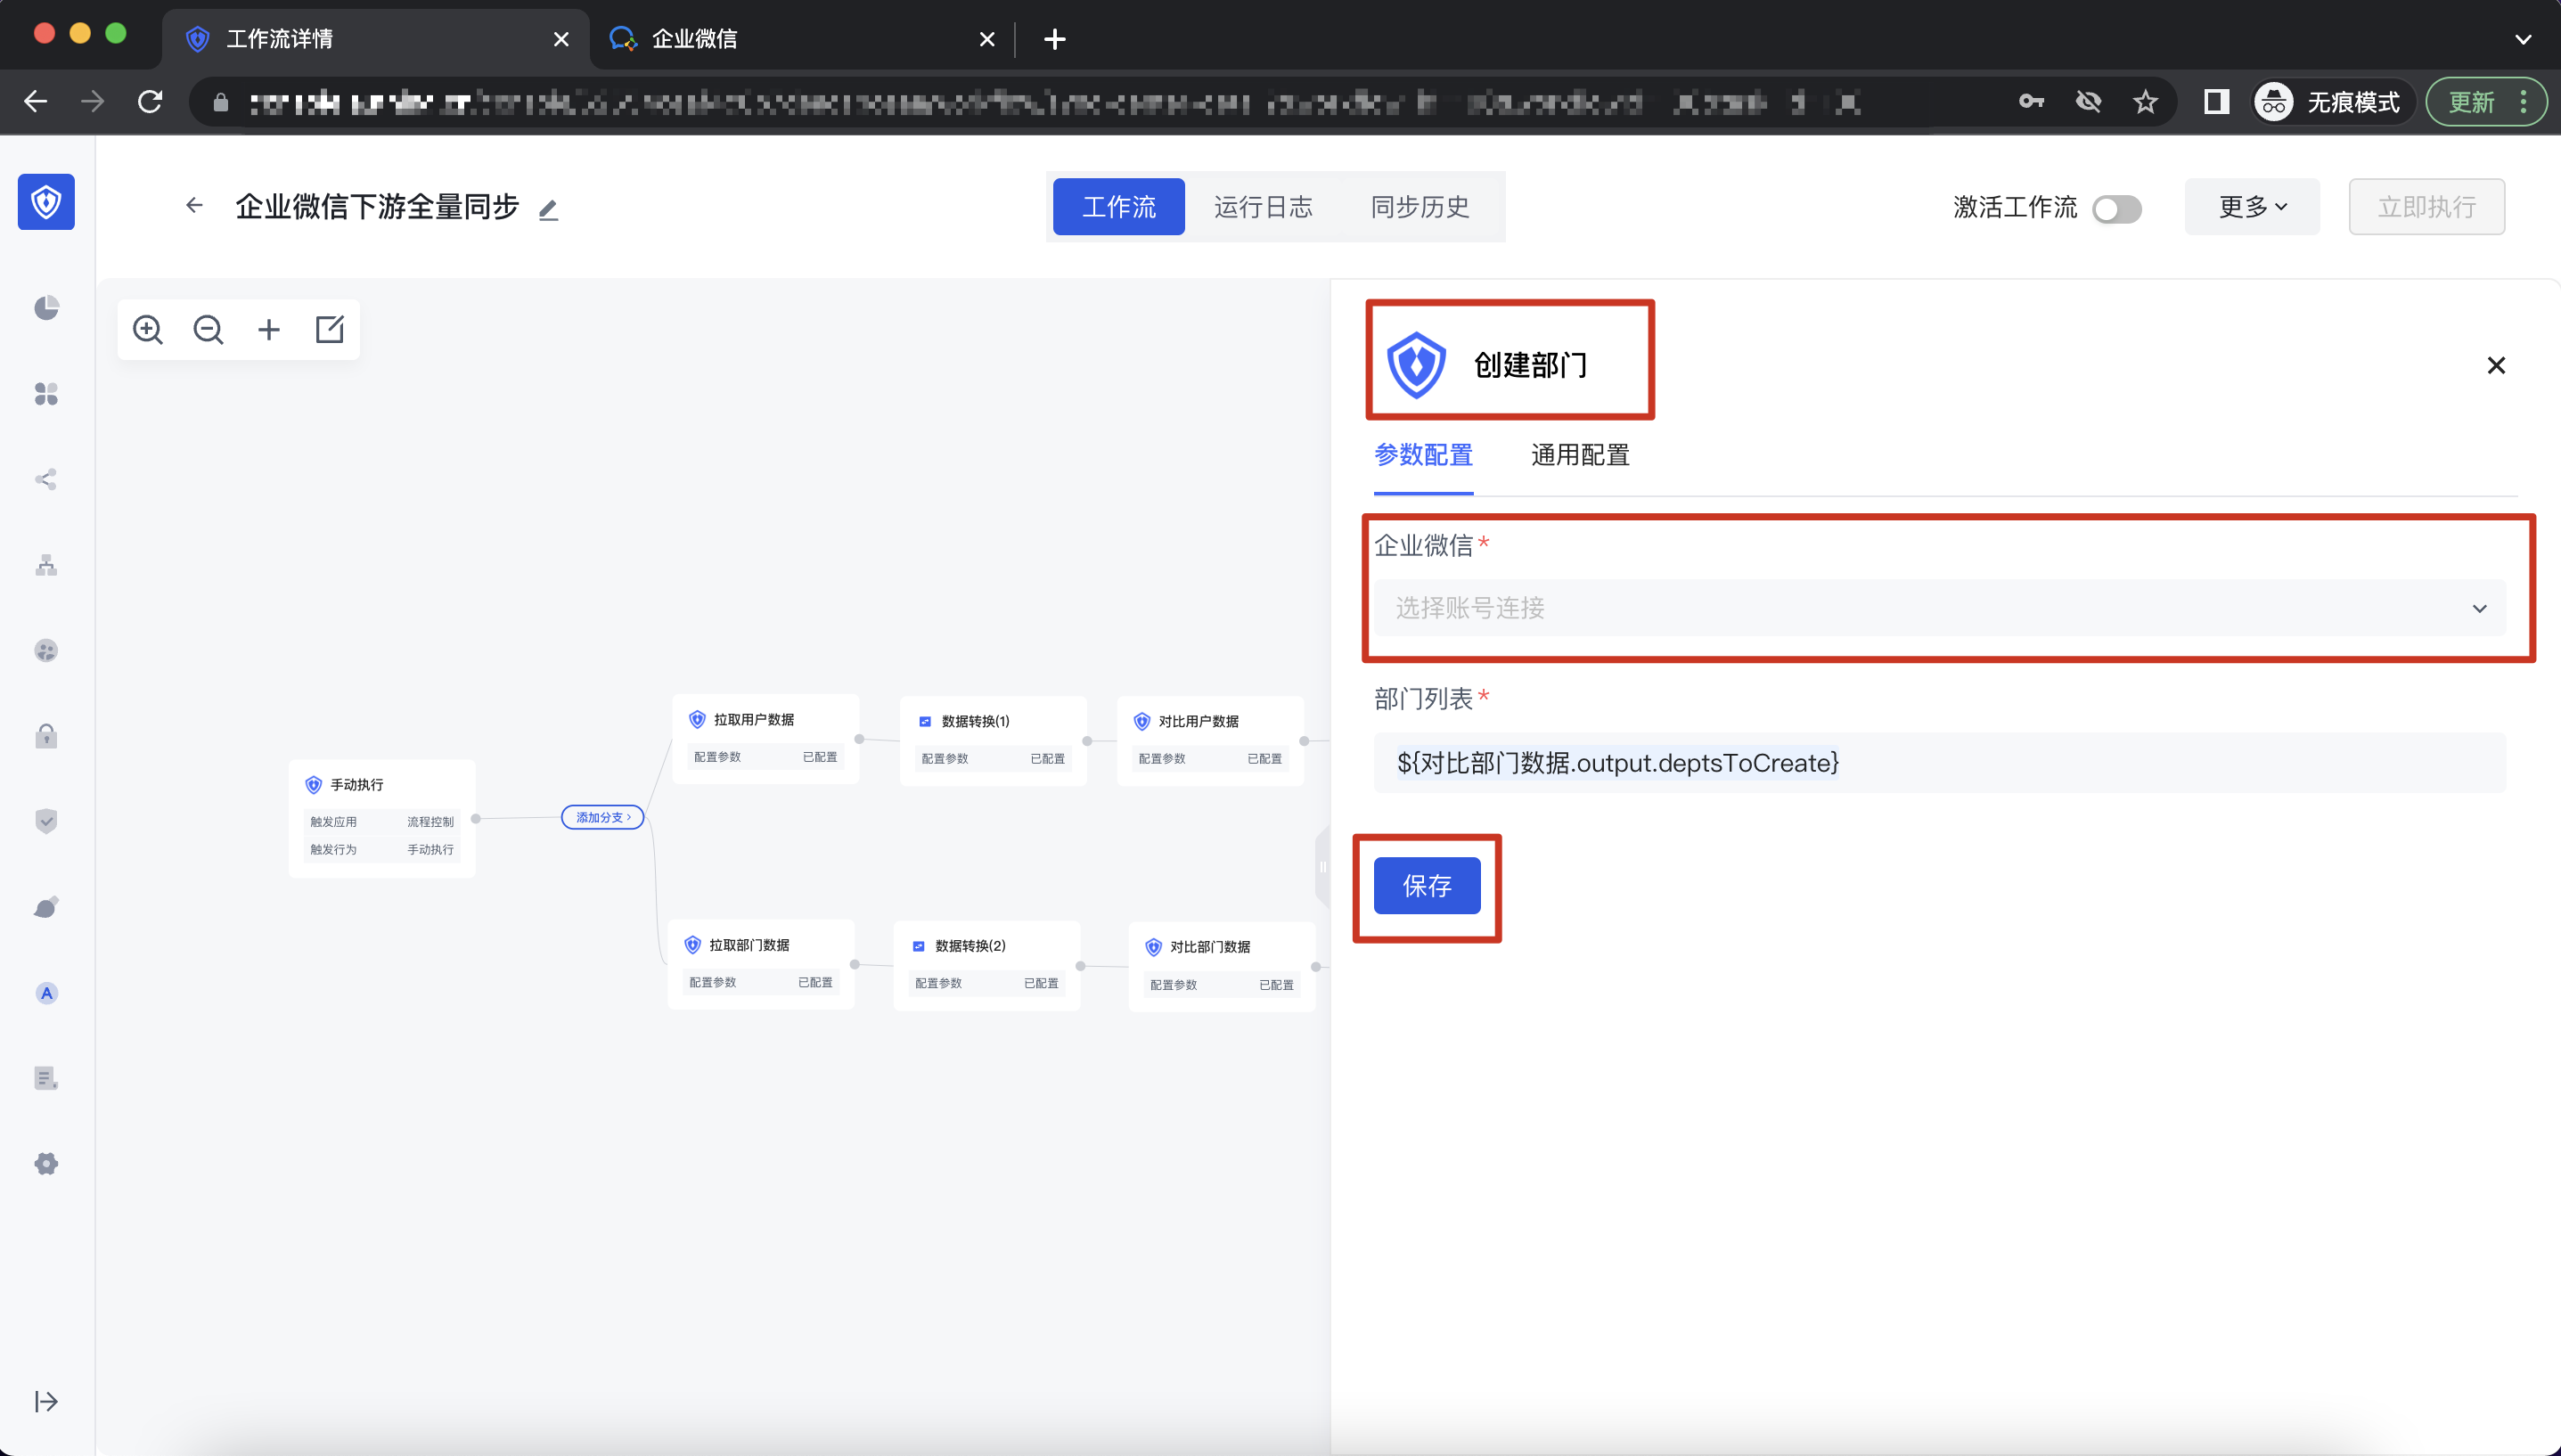 工作流详情
企业微信
无痕模式
更新
企业微信下游全量同步
工作流
运行日志
同步历史
激活工作流
更多
立即执行
创建部门
参数配置
通用配置
企业微信*
选择账号连接
部门列表*
${对比部门数据.output.deptsToCreate}
保存
手动执行
触发应用 流程控制
触发行为 手动执行
添加分支 ›
拉取用户数据
配置参数 已配置
数据转换(1)
配置参数 已配置
对比用户数据
配置参数 已配置
拉取部门数据
配置参数 已配置
数据转换(2)
配置参数 已配置
对比部门数据
配置参数 已配置
A